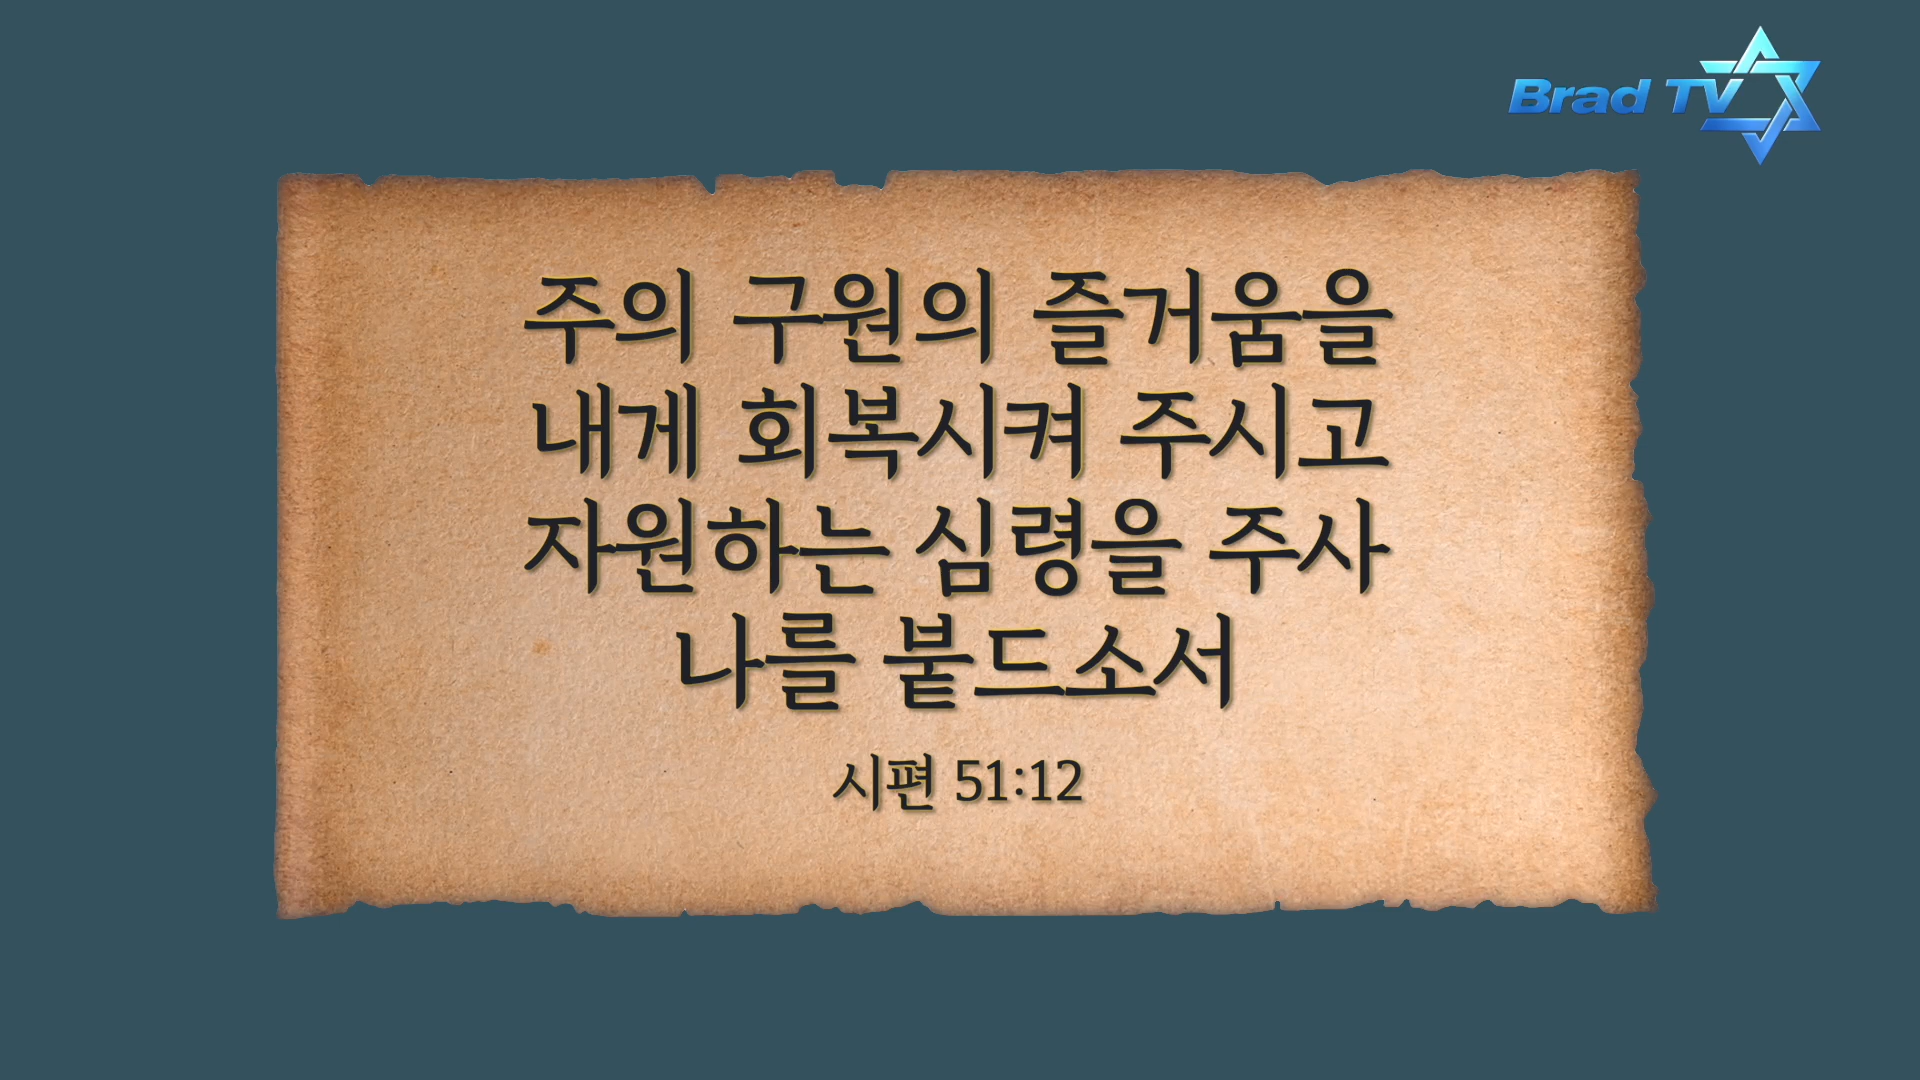 Brad TV
주의 구원의 즐거움을
내게 회복시켜 주시고
자원하는 심령을 주사
나를 붙드소서
시편 51:12